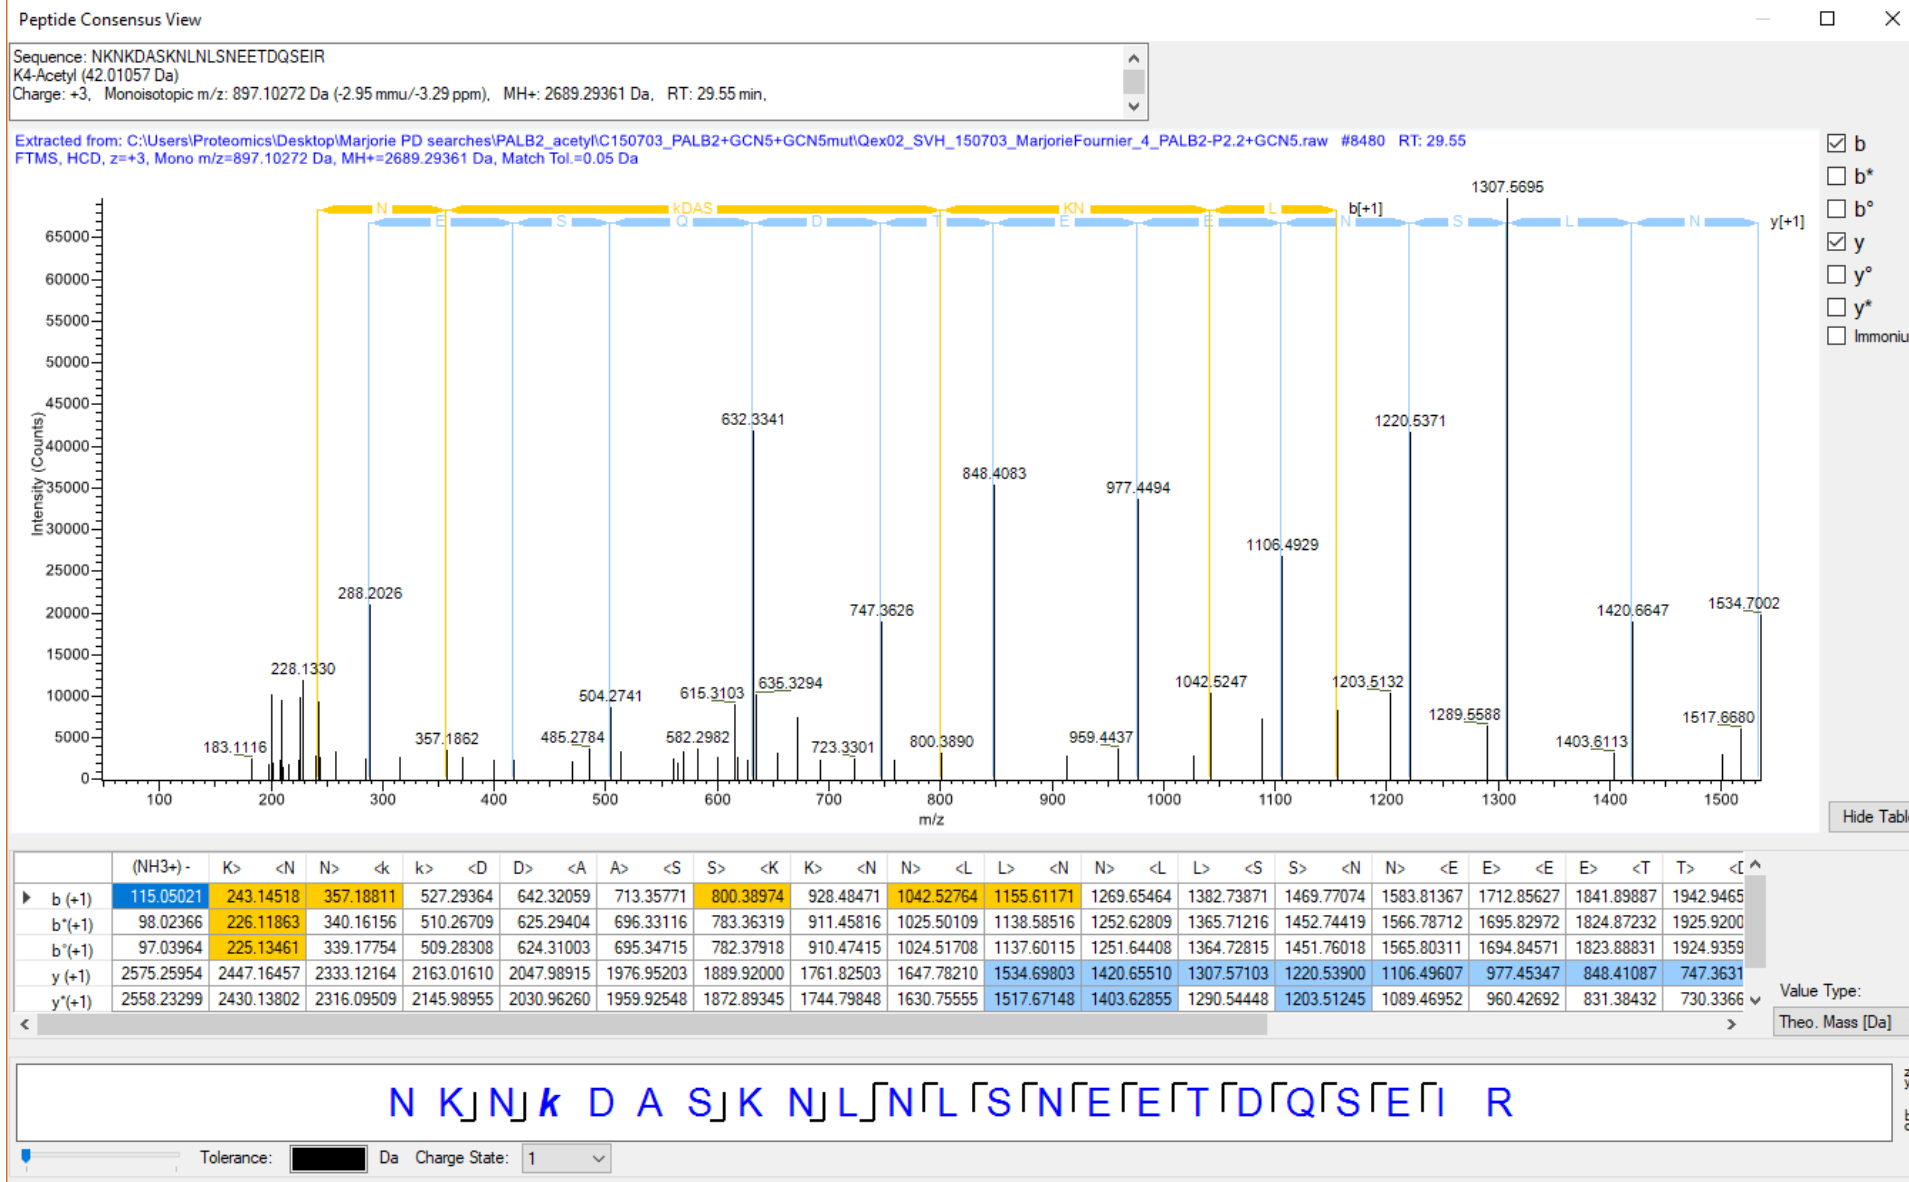 Peptide Consensus View
Sequence: NKNKDASKNLNLSNEETDQSEIR
K4-Acetyl (42.01057 Da)
Charge: +3, Monoisotopic m/z: 897.10272 Da (-2.95 mmu/-3.29 ppm), MH+: 2689.29361 Da, RT: 29.55 min,
Extracted from: C:\Users\Proteomics\Desktop\Marjorie PD searches\PALB2_acetyl\C150703_PALB2+GCN5+GCN5mut\Qex02_SVH_150703_MarjorieFournier_4_PALB2-P2.2+GCN5.raw #8480 RT: 29.55
FTMS, HCD, z=+3, Mono m/z=897.10272 Da, MH+=2689.29361 Da, Match Tol.=0.05 Da
b
b*
b°
y
y°
y*
Immoniu
1307.5695
N kDAS KN L b[+1]
E S Q D T E E N S L N y[+1]
65000
60000
55000
50000
45000
40000
35000
30000
25000
20000
15000
10000
5000
0
Intensity (Counts)
632.3341
1220.5371
848.4083
977.4494
1106.4929
288.2026
747.3626
1420.6647
1534.7002
228.1330
504.2741
615.3103
635.3294
1042.5247
1203.5132
1289.5588
1517.6680
183.1116
357.1862
485.2784
582.2982
723.3301
800.3890
959.4437
1403.6113
100 200 300 400 500 600 700 800 900 1000 1100 1200 1300 1400 1500
m/z
Hide Tabl
(NH3+) - K> <N N> <k k> <D D> <A A> <S S> <K K> <N N> <L L> <N N> <L L> <S S> <N N> <E E> <E E> <T T>
b (+1) 115.05021 243.14518 357.18811 527.29364 642.32059 713.35771 800.38974 928.48471 1042.52764 1155.61171 1269.65464 1382.73871 1469.77074 1583.81367 1712.85627 1841.89887 1942.9465
b*(+1) 98.02366 226.11863 340.16156 510.26709 625.29404 696.33116 783.36319 911.45816 1025.50109 1138.58516 1252.62809 1365.71216 1452.74419 1566.78712 1695.82972 1824.87232 1925.9200
b°(+1) 97.03964 225.13461 339.17754 509.28308 624.31003 695.34715 782.37918 910.47415 1024.51708 1137.60115 1251.64408 1364.72815 1451.76018 1565.80311 1694.84571 1823.88831 1924.9359
y (+1) 2575.25954 2447.16457 2333.12164 2163.01610 2047.98915 1976.95203 1889.92000 1761.82503 1647.78210 1534.69803 1420.65510 1307.57103 1220.53900 1106.49607 977.45347 848.41087 747.3631
y*(+1) 2558.23299 2430.13802 2316.09509 2145.98955 2030.96260 1959.92548 1872.89345 1744.79848 1630.75555 1517.67148 1403.62855 1290.54448 1203.51245 1089.46952 960.42692 831.38432 730.3366
Value Type:
Theo. Mass [Da]
N K N k D A S K N L N L S N E E T D Q S E I R
Tolerance: Da Charge State: 1